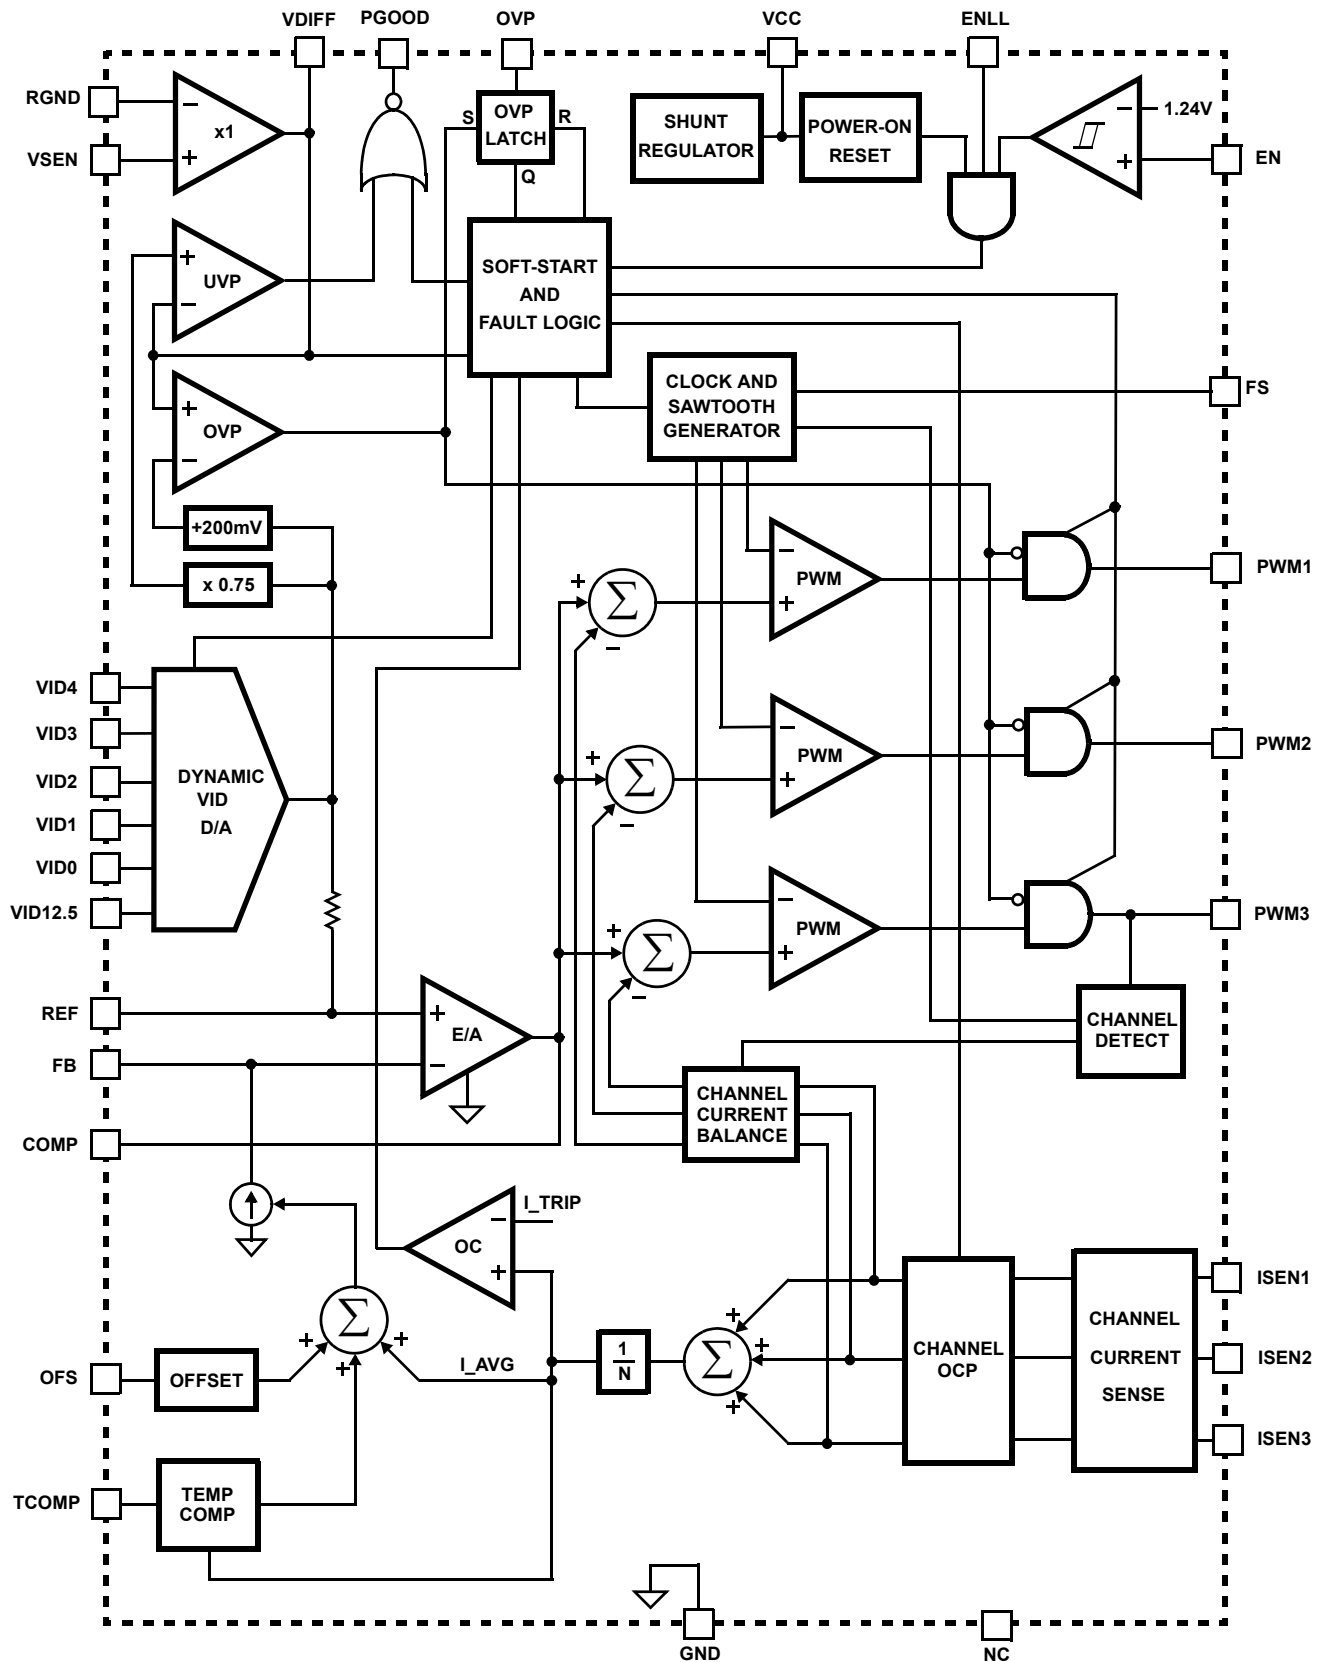 VDIFF
PGOOD
OVP
VCC
ENLL
RGND
VSEN
−
x1
+
S
OVP
LATCH
R
Q
SHUNT
REGULATOR
POWER-ON
RESET
−
1.24V
+
EN
+
UVP
−
SOFT-START
AND
FAULT LOGIC
+
OVP
−
CLOCK AND
SAWTOOTH
GENERATOR
FS
+200mV
x 0.75
+
Σ
−
−
PWM
+
PWM1
VID4
VID3
VID2
VID1
VID0
VID12.5
DYNAMIC
VID
D/A
+
Σ
−
−
PWM
+
PWM2
+
Σ
−
−
PWM
+
PWM3
REF
FB
COMP
+
E/A
−
CHANNEL
DETECT
CHANNEL
CURRENT
BALANCE
I_TRIP
−
OC
+
Σ
+
+
+
I_AVG
OFS
OFFSET
TCOMP
TEMP
COMP
1
N
Σ
+
+
+
CHANNEL
OCP
CHANNEL
CURRENT
SENSE
ISEN1
ISEN2
ISEN3
GND
NC